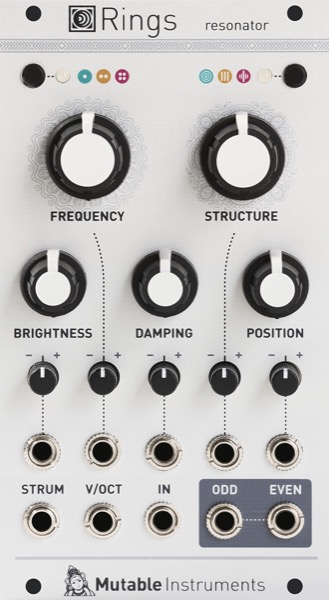 Rings resonator
FREQUENCY STRUCTURE
BRIGHTNESS DAMPING POSITION
- + - + - + - + - +
STRUM V/OCT IN ODD EVEN
Mutable Instruments